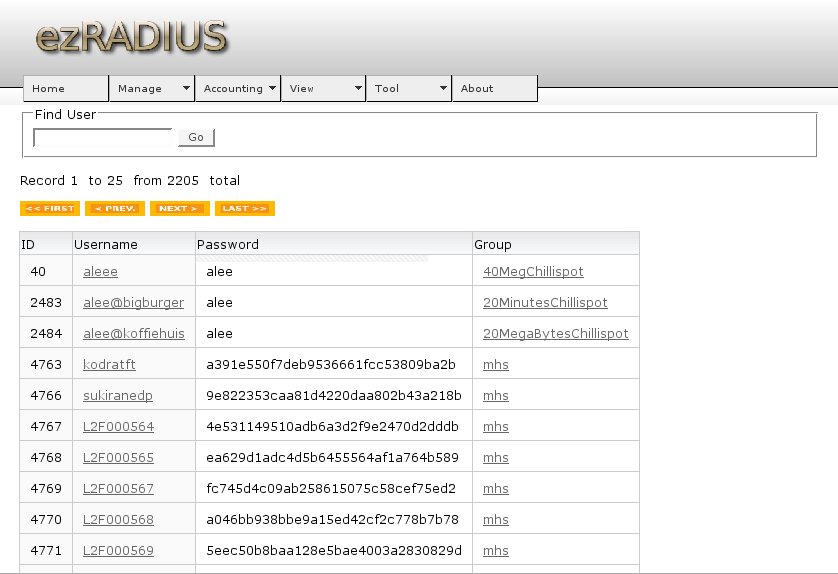 ezRADIUS
Home Manage Accounting View Tool About
Find User
Go
Record 1 to 25 from 2205 total
<< FIRST < PREV. NEXT > LAST >>
ID Username Password Group
40 aleee alee 40MegChillispot
2483 alee@bigburger alee 20MinutesChillispot
2484 alee@koffiehuis alee 20MegaBytesChillispot
4763 kodratft a391e550f7deb9536661fcc53809ba2b mhs
4766 sukiranedp 9e822353caa81d4220daa802b43a218b mhs
4767 L2F000564 4e531149510adb6a3d2f9e2470d2dddb mhs
4768 L2F000565 ea629d1adc4d5b6455564af1a764b589 mhs
4769 L2F000567 fc745d4c09ab258615075c58cef75ed2 mhs
4770 L2F000568 a046bb938bbe9a15ed42cf2c778b7b78 mhs
4771 L2F000569 5eec50b8baa128e5bae4003a2830829d mhs